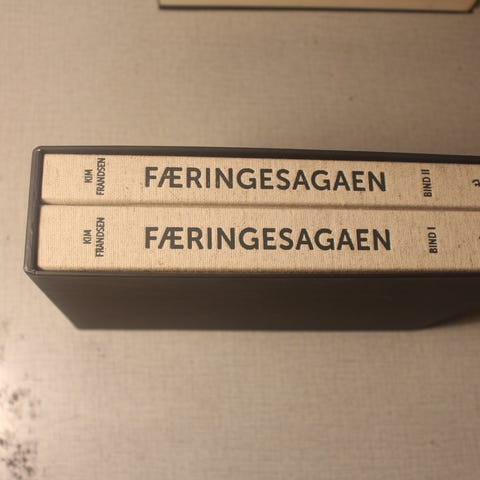 KIM
FRANDSEN
FÆRINGESAGAEN
BIND II
KIM
FRANDSEN
FÆRINGESAGAEN
BIND I